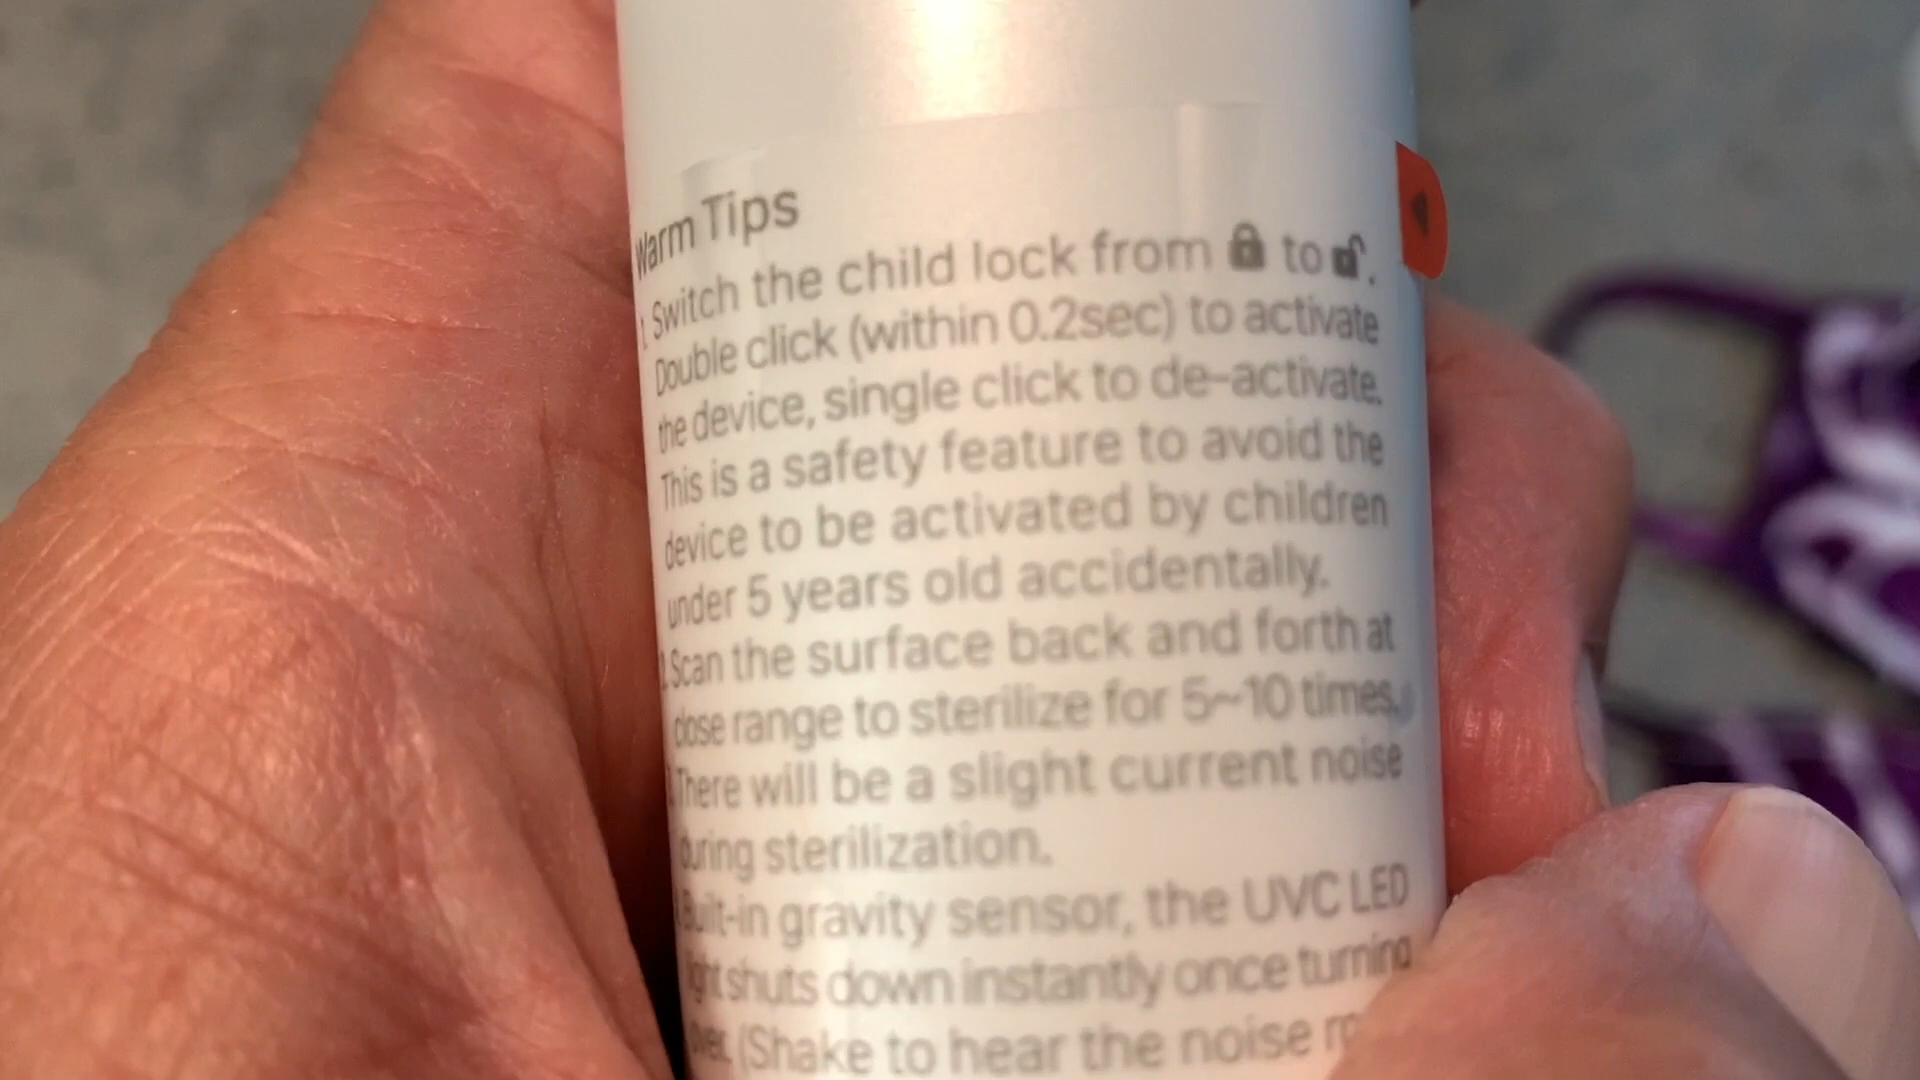 Warm Tips
1. Switch the child lock from 🔒 to 🔓.
Double click (within 0.2sec) to activate
the device, single click to de-activate.
This is a safety feature to avoid the
device to be activated by children
under 5 years old accidentally.
2. Scan the surface back and forth at
close range to sterilize for 5~10 times.
There will be a slight current noise
during sterilization.
Built-in gravity sensor, the UVC LED
light shuts down instantly once turning
over. (Shake to hear the noise